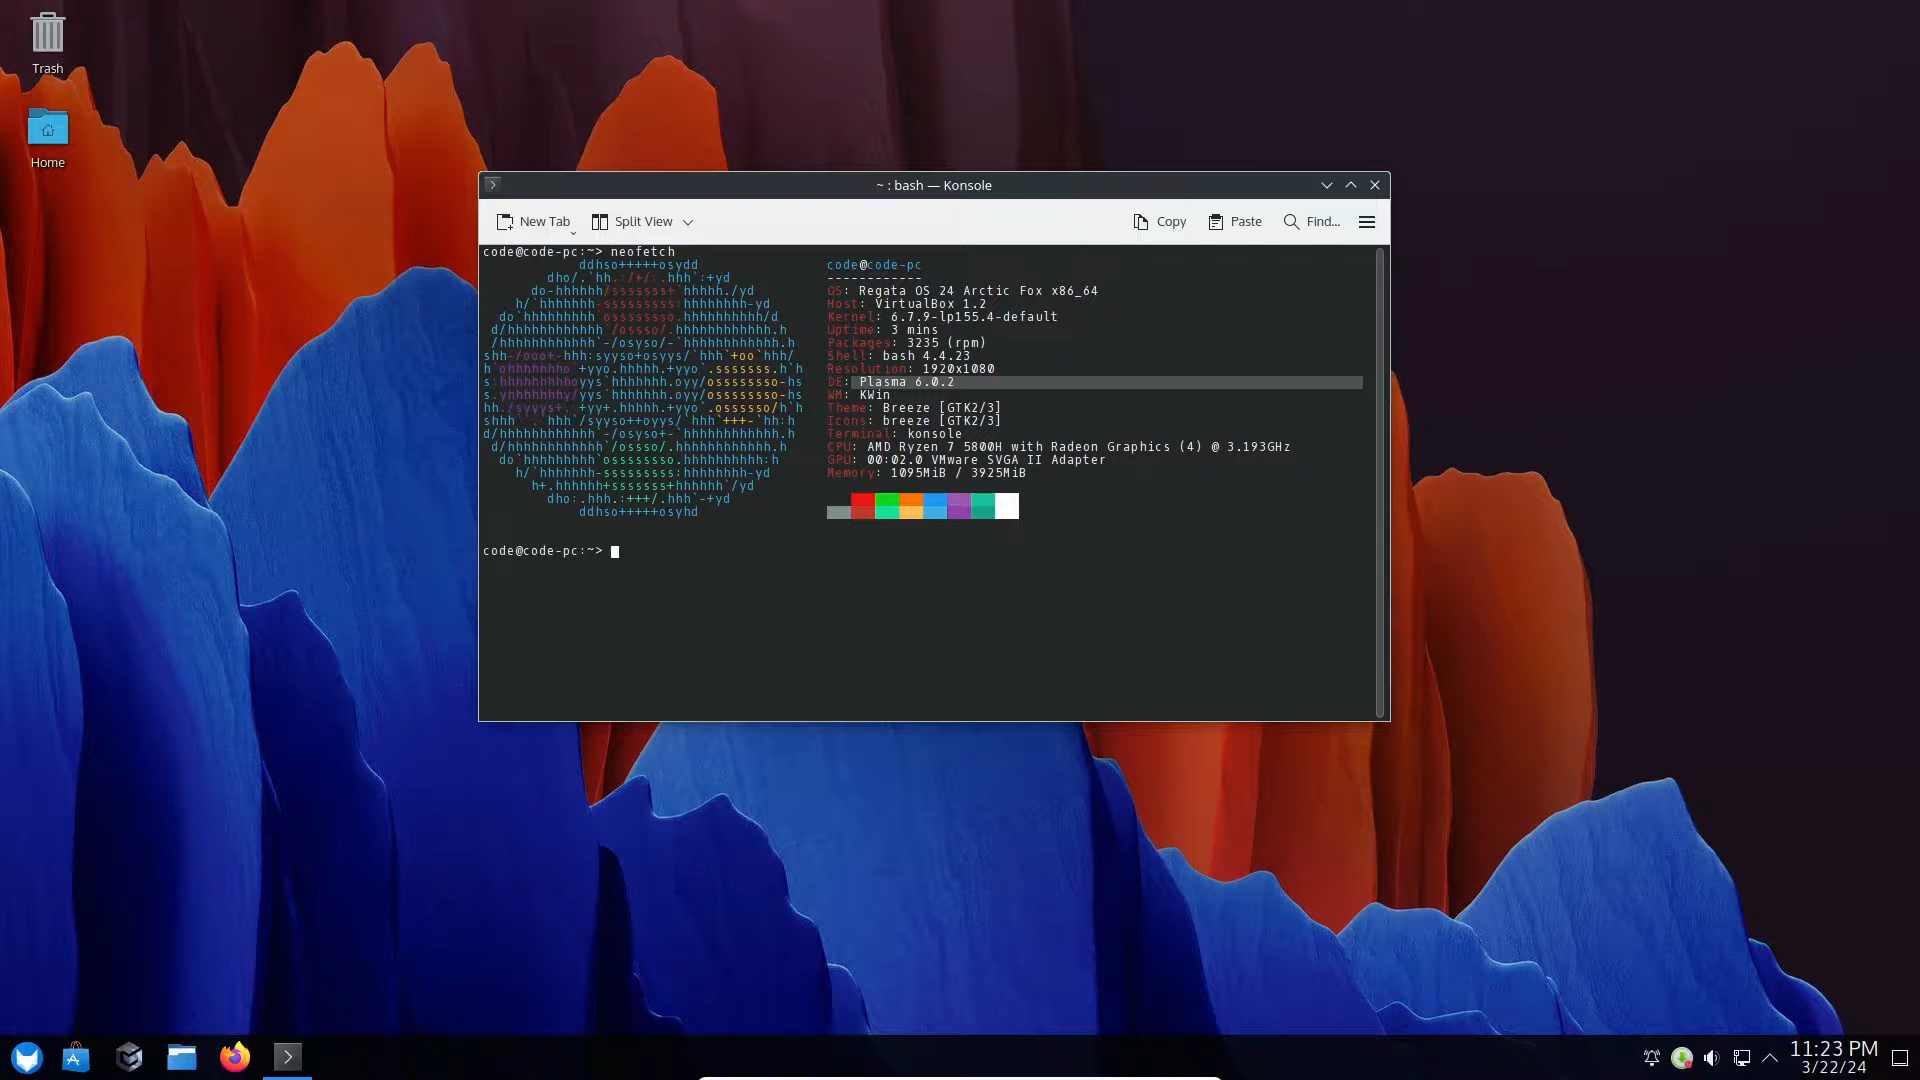 Trash
Home
~ : bash — Konsole
New Tab
Split View
Copy
Paste
Find...
code@code-pc:~> neofetch
code@code-pc
------------
OS: Regata OS 24 Arctic Fox x86_64
Host: VirtualBox 1.2
Kernel: 6.7.9-lp155.4-default
Uptime: 3 mins
Packages: 3235 (rpm)
Shell: bash 4.4.23
Resolution: 1920x1080
DE: Plasma 6.0.2
WM: KWin
Theme: Breeze [GTK2/3]
Icons: breeze [GTK2/3]
Terminal: konsole
CPU: AMD Ryzen 7 5800H with Radeon Graphics (4) @ 3.193GHz
GPU: 00:02.0 VMware SVGA II Adapter
Memory: 1095MiB / 3925MiB
code@code-pc:~>
11:23 PM
3/22/24